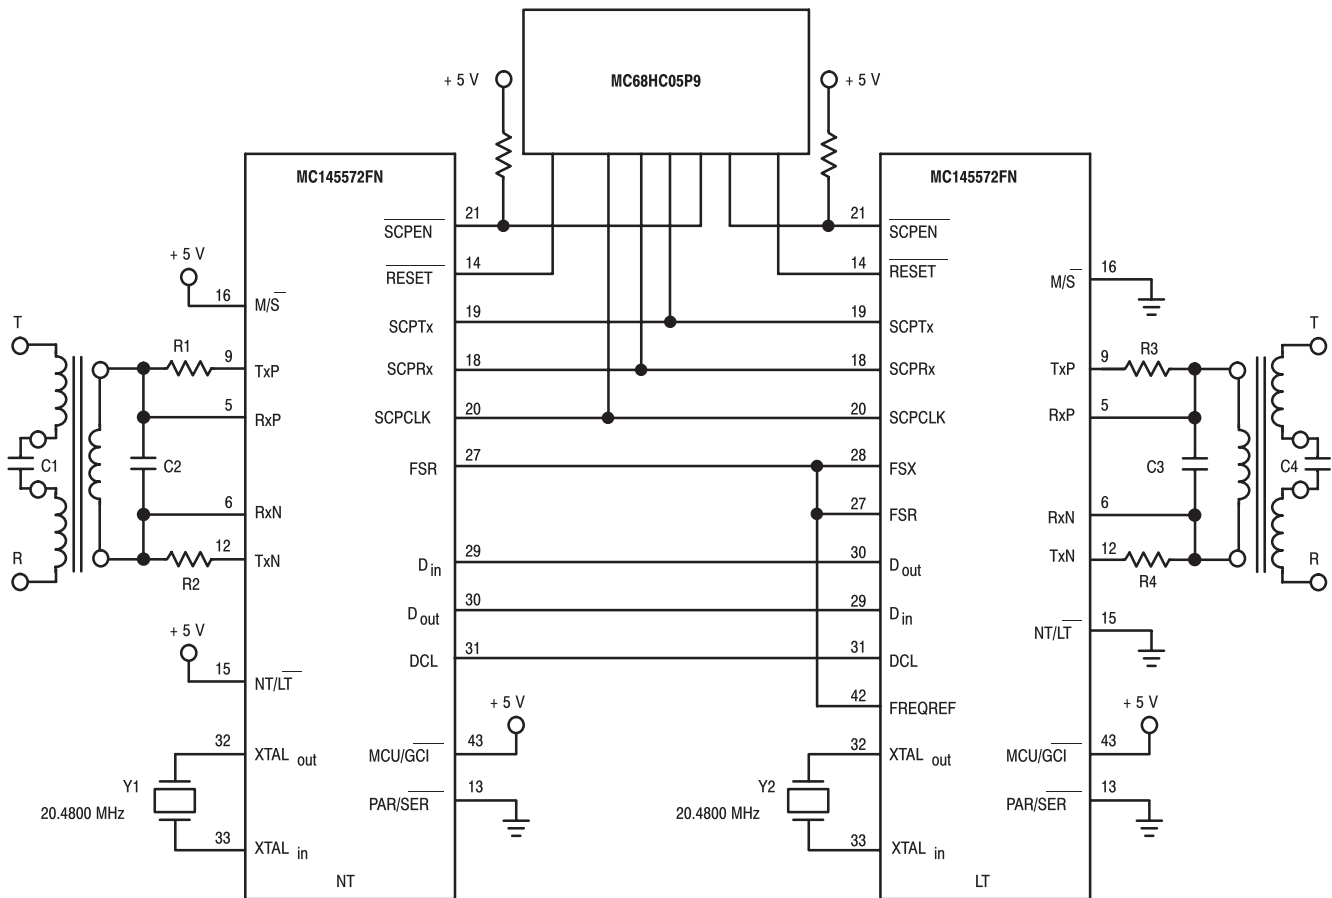 MC68HC05P9
+ 5 V
+ 5 V
MC145572FN
MC145572FN
21
SCPEN
14
RESET
19
SCPTx
18
SCPRx
20
SCPCLK
27
FSR
29
Din
30
Dout
31
DCL
+ 5 V
43
MCU/GCI
13
PAR/SER
+ 5 V
16
M/S
T
R1
9
TxP
5
RxP
C1
C2
6
RxN
12
TxN
R
R2
+ 5 V
15
NT/LT
32
XTAL out
Y1
20.4800 MHz
33
XTAL in
NT
21
SCPEN
14
RESET
19
SCPTx
18
SCPRx
20
SCPCLK
28
FSX
27
FSR
30
Dout
29
Din
31
DCL
42
FREQREF
32
XTAL out
Y2
20.4800 MHz
33
XTAL in
16
M/S
T
9
R3
TxP
5
RxP
C3
C4
6
RxN
12
TxN
R4
R
15
NT/LT
+ 5 V
43
MCU/GCI
13
PAR/SER
LT